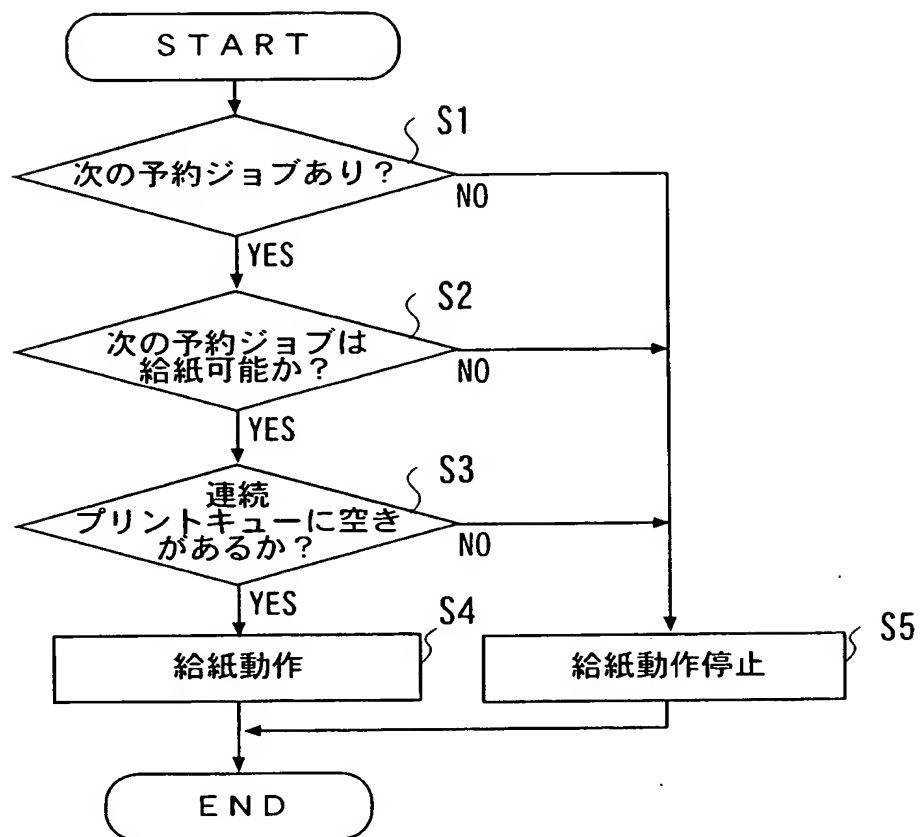 START
S1
次の予約ジョブあり?
NO
YES
S2
次の予約ジョブは
給紙可能か?
NO
YES
S3
連続
プリントキューに空き
があるか?
NO
YES
S4
給紙動作
S5
給紙動作停止
END